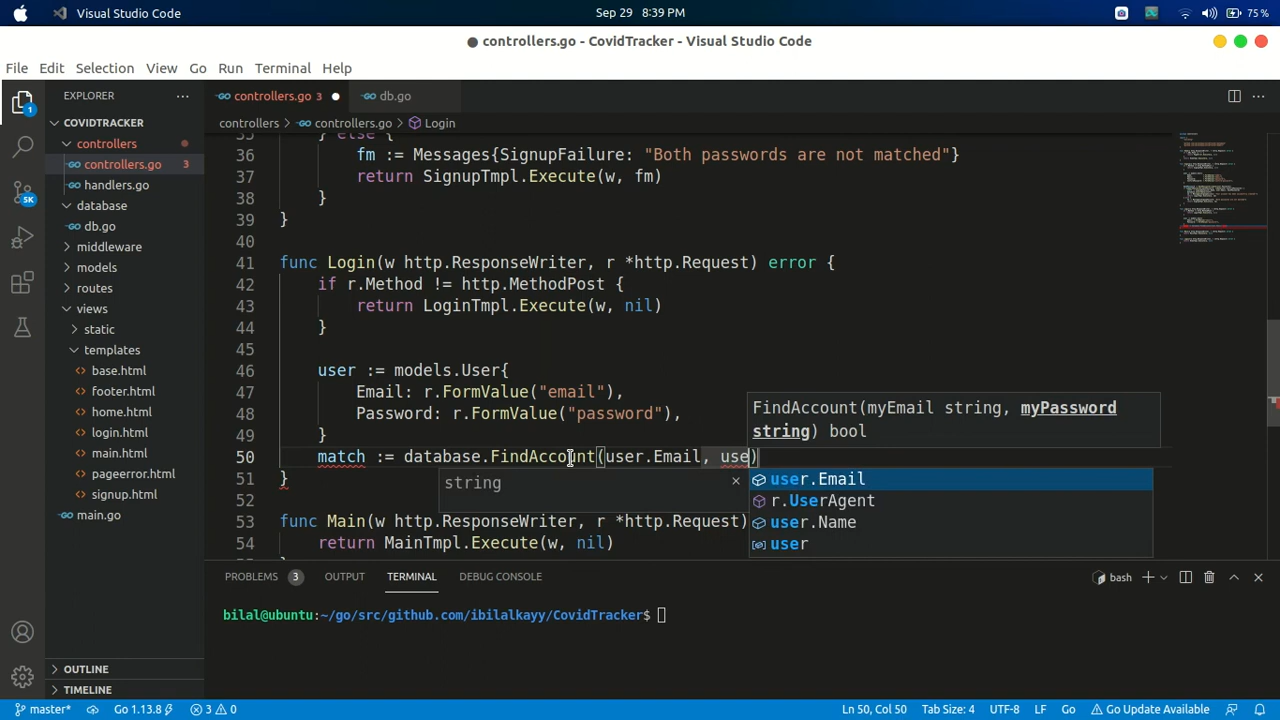 Visual Studio Code
Sep 29 8:39 PM
75 %
● controllers.go - CovidTracker - Visual Studio Code
File Edit Selection View Go Run Terminal Help
EXPLORER
controllers.go 3 ●
db.go
COVIDTRACKER
controllers > controllers.go > Login
controllers
controllers.go 3
handlers.go
database
db.go
middleware
models
routes
views
static
templates
base.html
footer.html
home.html
login.html
main.html
pageerror.html
signup.html
main.go
1
5K
35 } else {
36 fm := Messages{SignupFailure: "Both passwords are not matched"}
37 return SignupTmpl.Execute(w, fm)
38 }
39 }
40
41 func Login(w http.ResponseWriter, r *http.Request) error {
42 if r.Method != http.MethodPost {
43 return LoginTmpl.Execute(w, nil)
44 }
45
46 user := models.User{
47 Email: r.FormValue("email"),
48 Password: r.FormValue("password"),
49 }
50 match := database.FindAccount(user.Email, use)
51 }
52
53 func Main(w http.ResponseWriter, r *http.Request)
54 return MainTmpl.Execute(w, nil)
FindAccount(myEmail string, myPassword
string) bool
string
user.Email
r.UserAgent
user.Name
user
PROBLEMS 3 OUTPUT TERMINAL DEBUG CONSOLE
bash
bilal@ubuntu:~/go/src/github.com/ibilalkayy/CovidTracker$
OUTLINE
TIMELINE
master* Go 1.13.8 3 0
Ln 50, Col 50 Tab Size: 4 UTF-8 LF Go Go Update Available